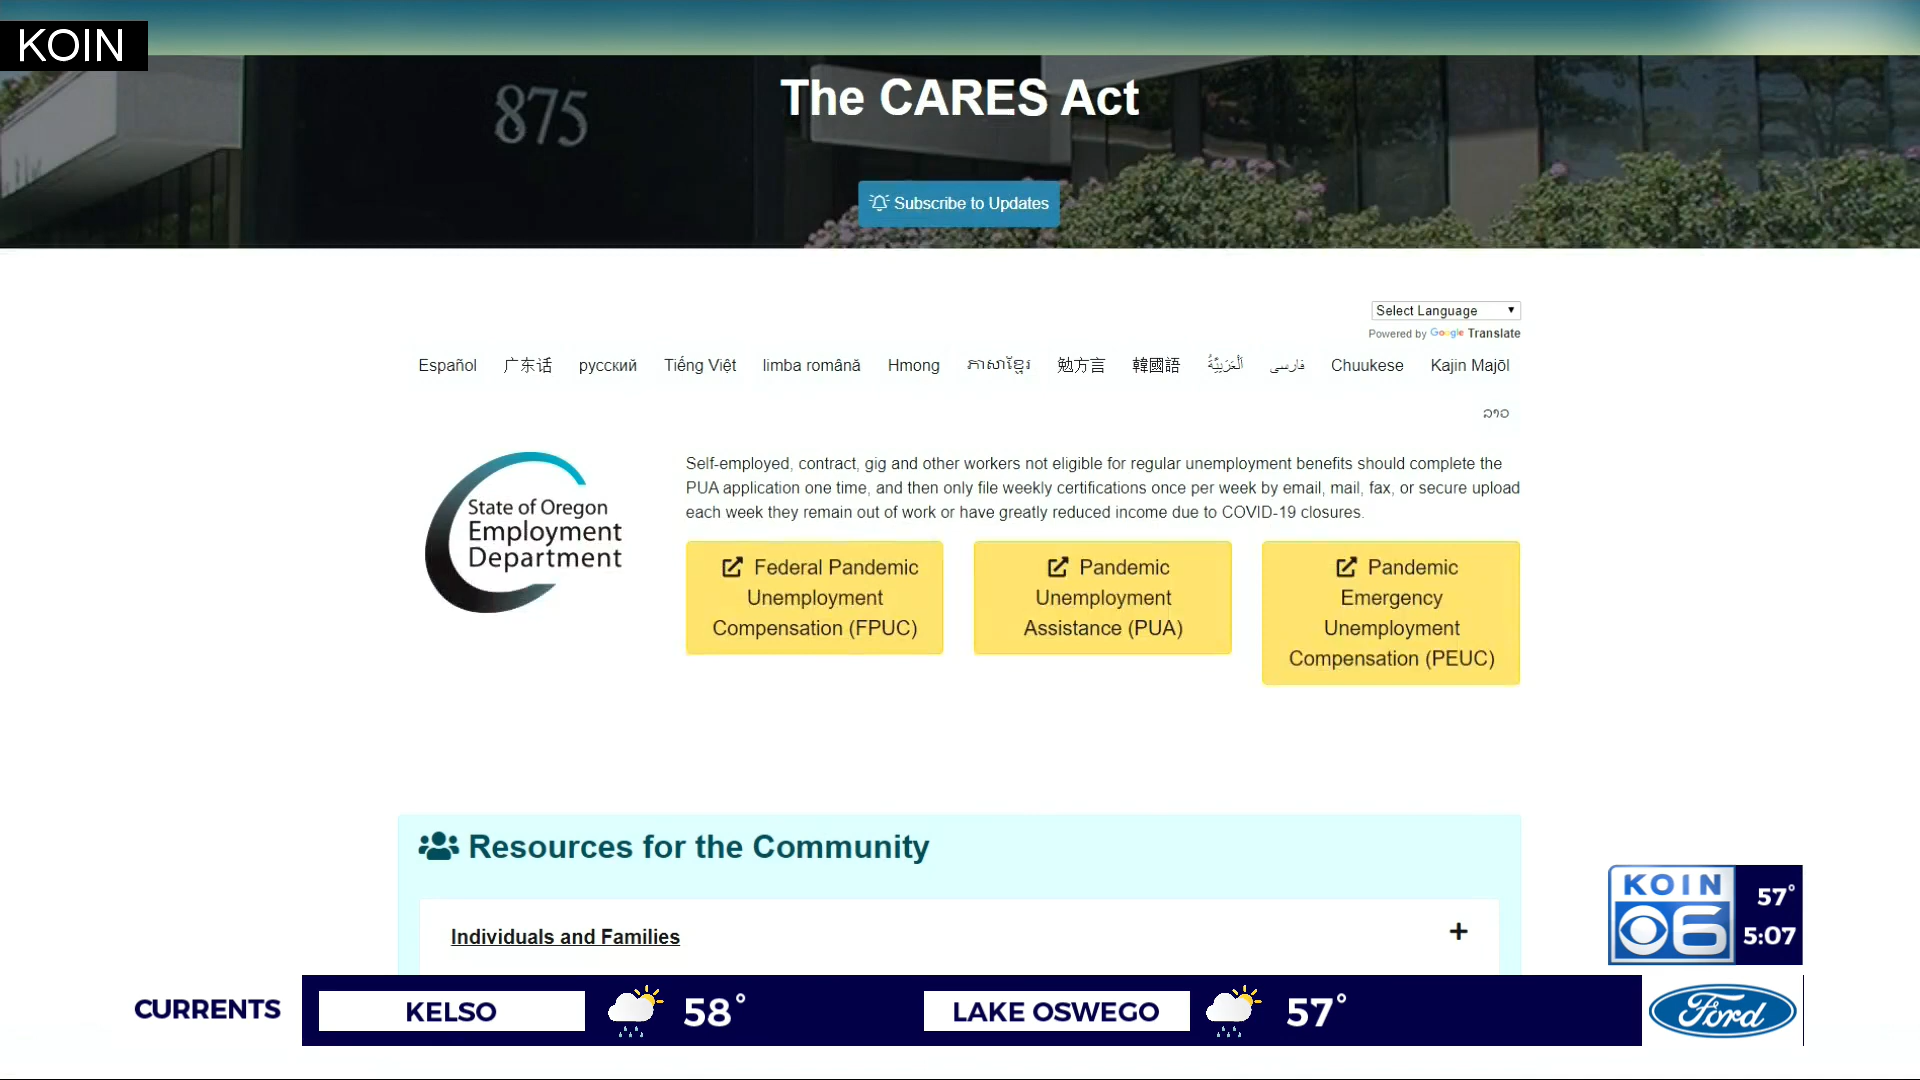 KOIN
875
The CARES Act
Subscribe to Updates
Select Language
Powered by Google Translate
Español 广东话 русский Tiếng Việt limba română Hmong ភាសាខ្មែរ 勉方言 韓國語 اَلْعَرَبِيَّةُ فارسی Chuukese Kajin Majōl
ລາວ
State of Oregon
Employment
Department
Self-employed, contract, gig and other workers not eligible for regular unemployment benefits should complete the
PUA application one time, and then only file weekly certifications once per week by email, mail, fax, or secure upload
each week they remain out of work or have greatly reduced income due to COVID-19 closures.
Federal Pandemic
Unemployment
Compensation (FPUC)
Pandemic
Unemployment
Assistance (PUA)
Pandemic
Emergency
Unemployment
Compensation (PEUC)
Resources for the Community
Individuals and Families +
KOIN
6
57°
5:07
CURRENTS KELSO 58° LAKE OSWEGO 57° Ford